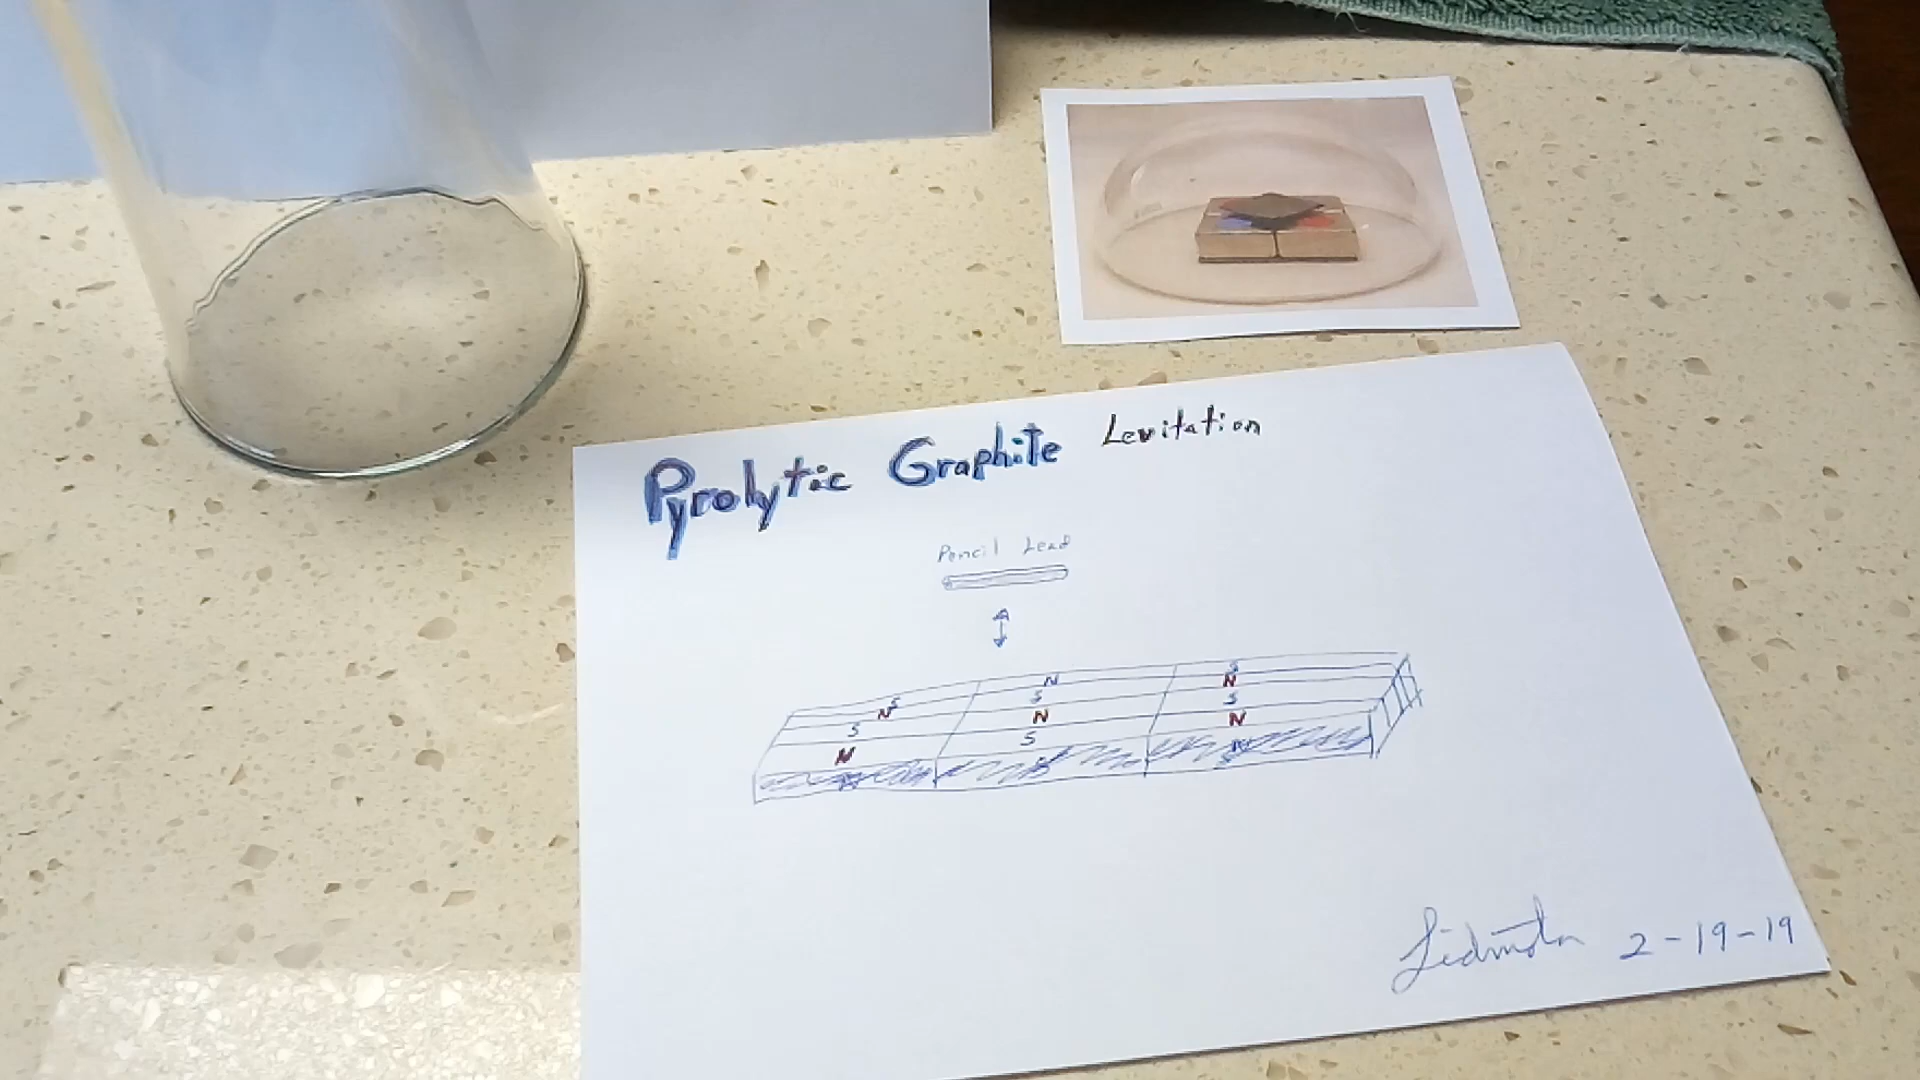 Pyrolytic Graphite Levitation
Pencil Lead
S N S
N S N
S N S
N S N
2-19-19